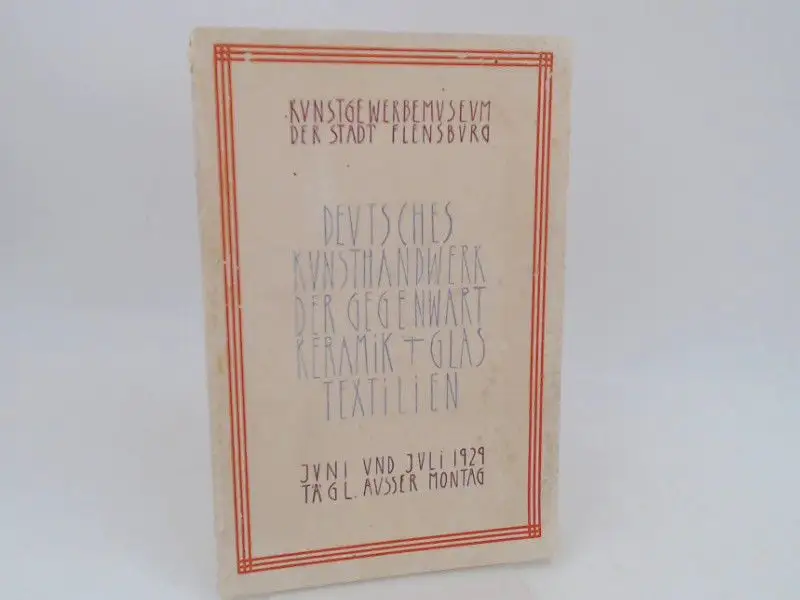 KVNSTGEWERBEMVSEVM
DER STADT FLENSBVRG
DEVTSCHES
KVNSTHANDWERK
DER GEGENWART
KERAMiK + GLAS
TEXTiLiEN
JVNI VND JVLi 1929
TÄGL. AVSSER MONTAG